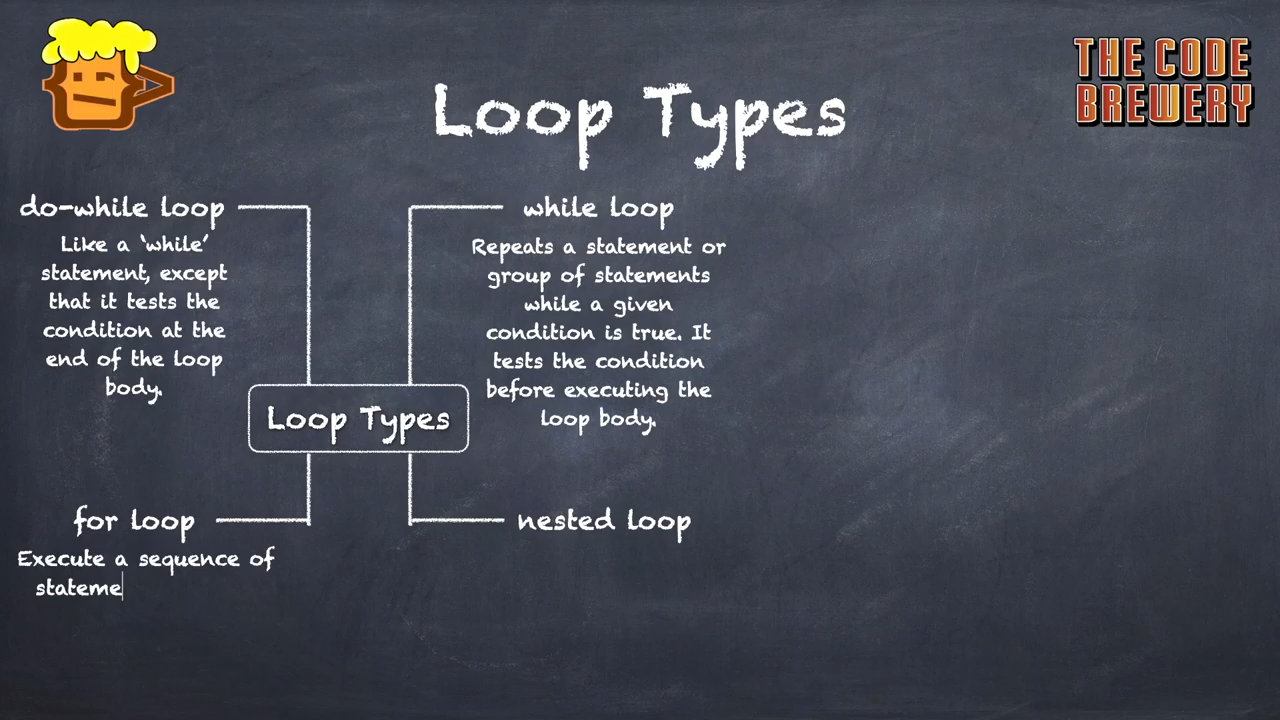 THE CODE
BREWERY
Loop Types
do-while loop
Like a ‘while’
statement, except
that it tests the
condition at the
end of the loop
body.
while loop
Repeats a statement or
group of statements
while a given
condition is true. It
tests the condition
before executing the
loop body.
Loop Types
for loop
Execute a sequence of
stateme
nested loop